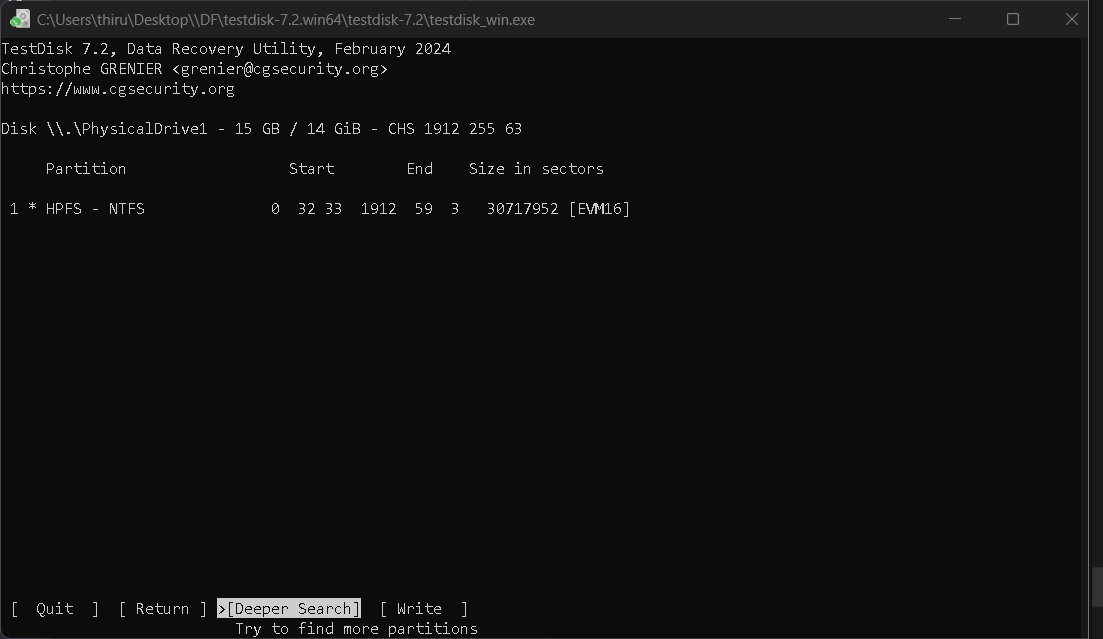 C:\Users\thiru\Desktop\\DF\testdisk-7.2.win64\testdisk-7.2\testdisk_win.exe
TestDisk 7.2, Data Recovery Utility, February 2024
Christophe GRENIER <grenier@cgsecurity.org>
https://www.cgsecurity.org
Disk \\.\PhysicalDrive1 - 15 GB / 14 GiB - CHS 1912 255 63
Partition Start End Size in sectors
1 * HPFS - NTFS 0 32 33 1912 59 3 30717952 [EVM16]
[ Quit ] [ Return ] >[Deeper Search] [ Write ]
Try to find more partitions